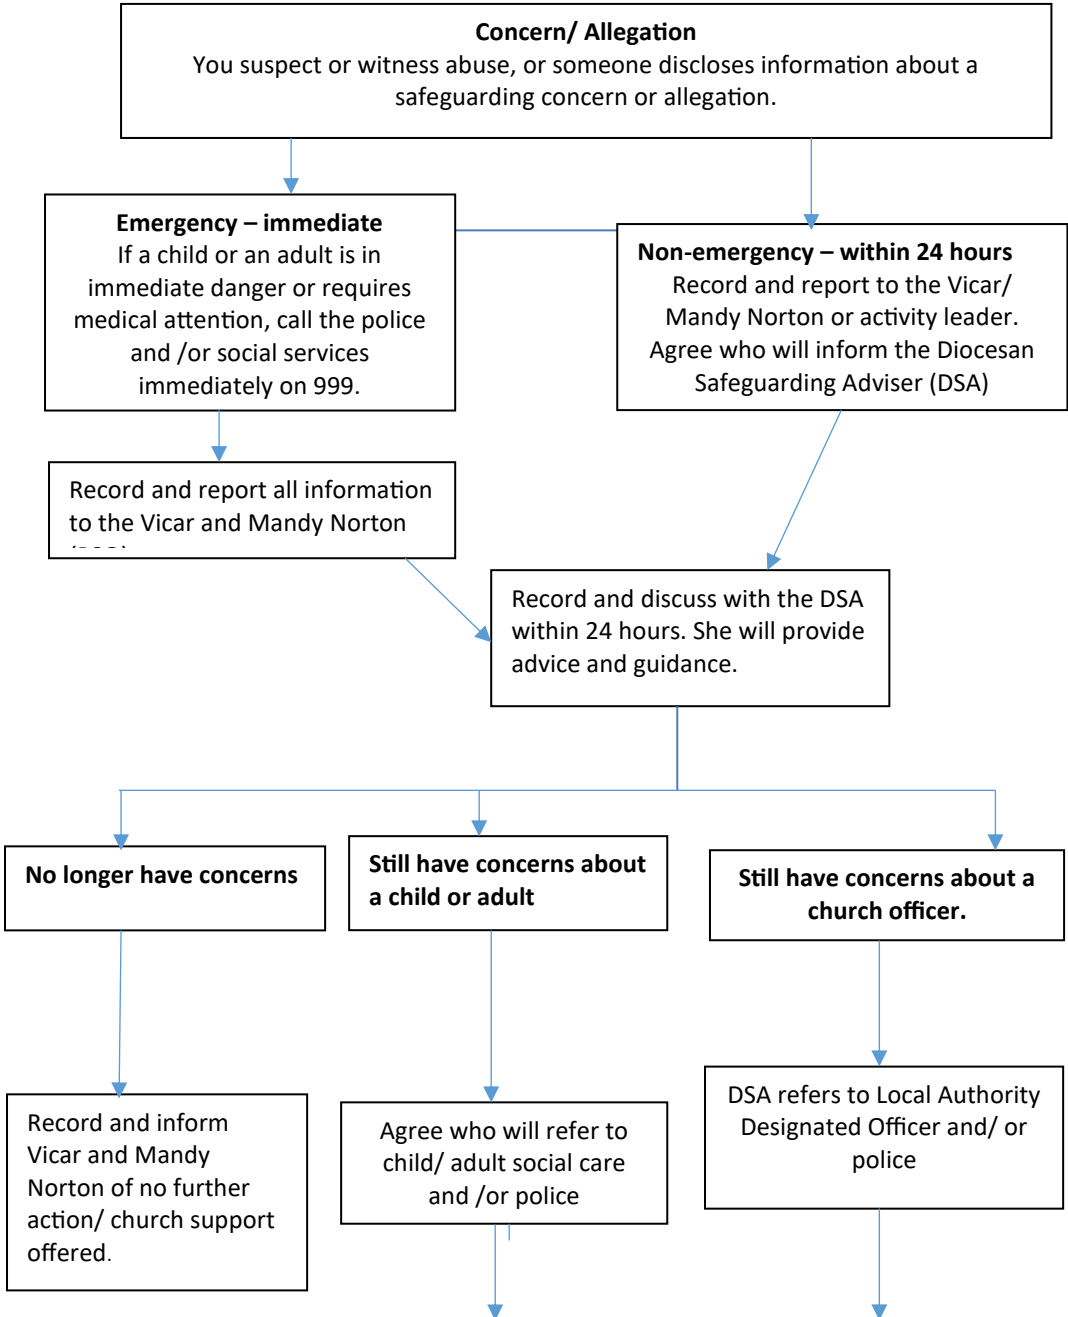 Concern/ Allegation
You suspect or witness abuse, or someone discloses information about a
safeguarding concern or allegation.
Emergency – immediate
If a child or an adult is in
immediate danger or requires
medical attention, call the police
and /or social services
immediately on 999.
Non-emergency – within 24 hours
Record and report to the Vicar/
Mandy Norton or activity leader.
Agree who will inform the Diocesan
Safeguarding Adviser (DSA)
Record and report all information
to the Vicar and Mandy Norton
Record and discuss with the DSA
within 24 hours. She will provide
advice and guidance.
No longer have concerns
Still have concerns about
a child or adult
Still have concerns about a
church officer.
Record and inform
Vicar and Mandy
Norton of no further
action/ church support
offered.
Agree who will refer to
child/ adult social care
and /or police
DSA refers to Local Authority
Designated Officer and/ or
police